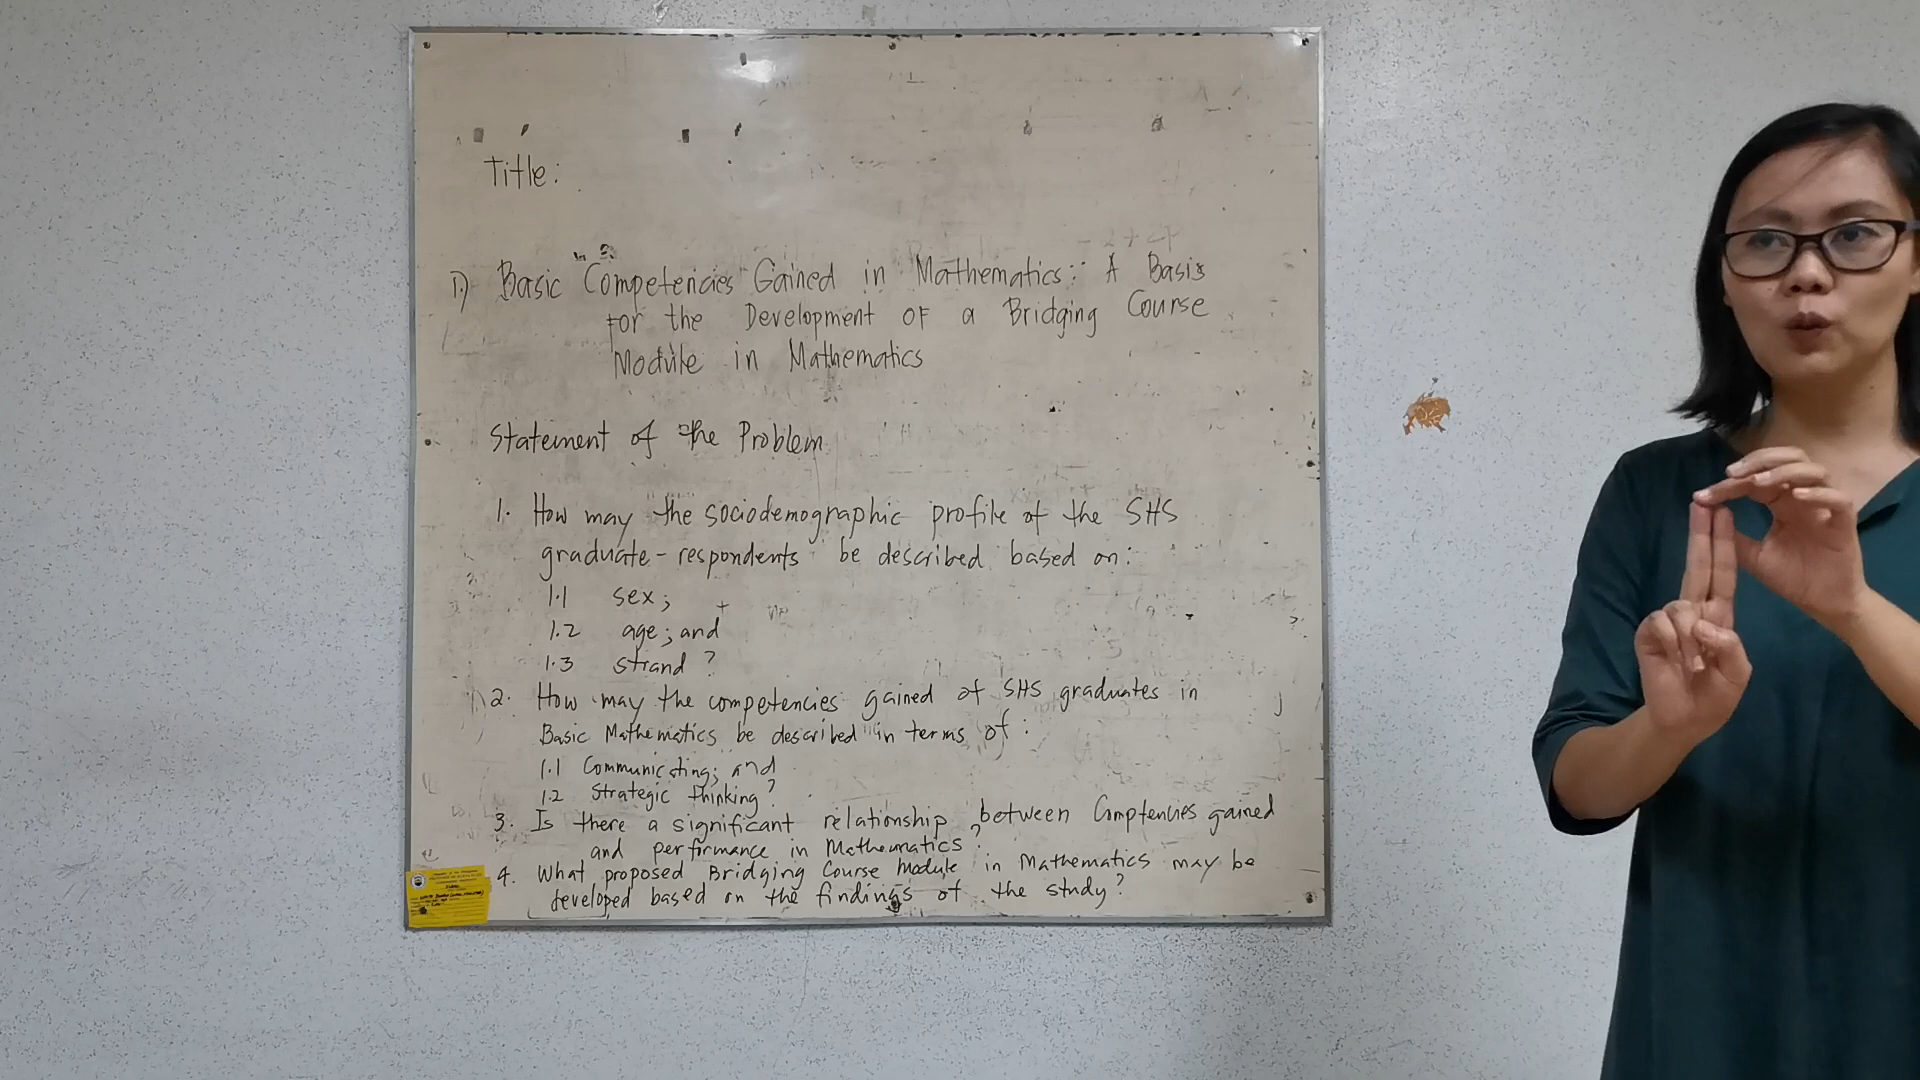 Title:
1.) Basic Competencies Gained in Mathematics: A Basis
for the Development of a Bridging Course
Module in Mathematics
Statement of the Problem
1. How may the sociodemographic profile of the SHS
graduate-respondents be described based on:
1.1 sex;
1.2 age; and
1.3 strand?
2. How may the competencies gained of SHS graduates in
Basic Mathematics be described in terms of:
1.1 Communicating; and
1.2 Strategic thinking?
3. Is there a significant relationship between Comptencies gained
and performance in Mathematics?
4. What proposed Bridging Course Module in Mathematics may be
developed based on the findings of the study?